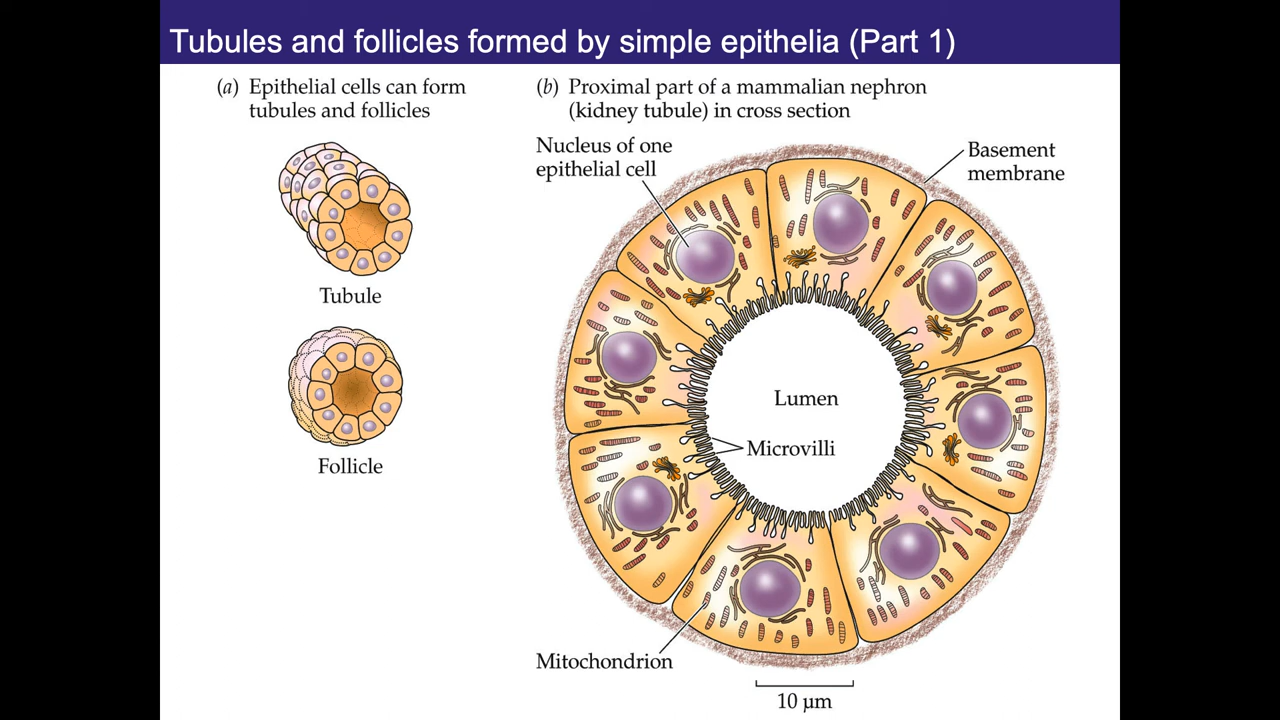 Tubules and follicles formed by simple epithelia (Part 1)
(a) Epithelial cells can form
tubules and follicles
Tubule
Follicle
(b) Proximal part of a mammalian nephron
(kidney tubule) in cross section
Nucleus of one
epithelial cell
Basement
membrane
Lumen
Microvilli
Mitochondrion
10 µm